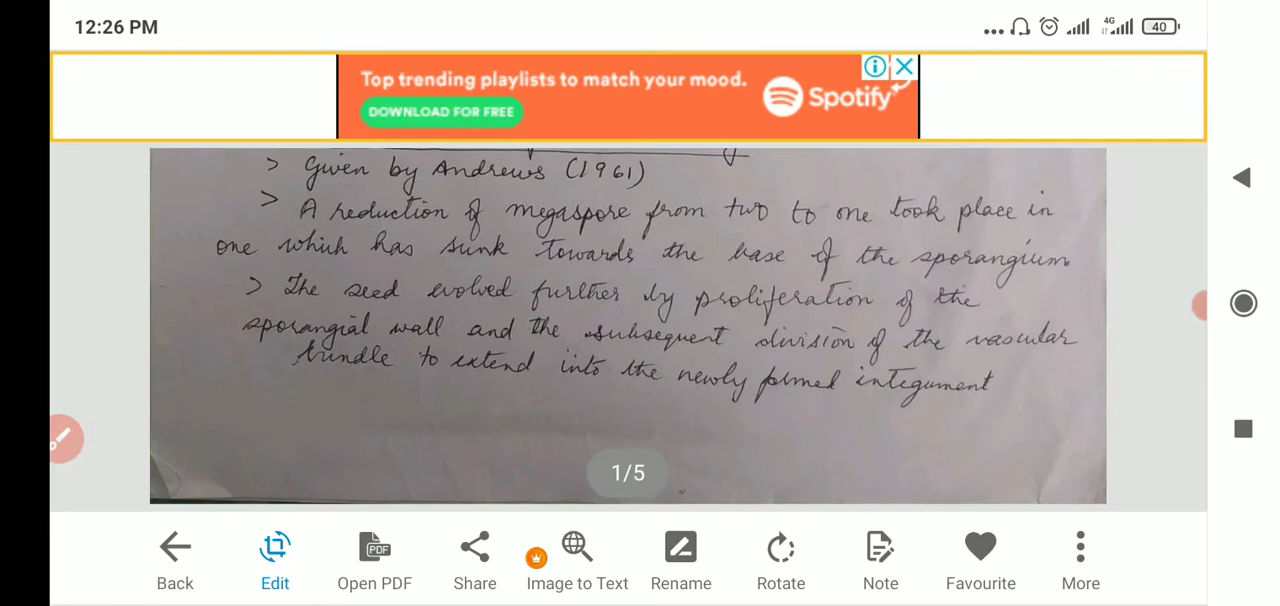 12:26 PM
4G
40
Top trending playlists to match your mood.
DOWNLOAD FOR FREE
Spotify
> Given by Andrews (1961)
> A reduction of megaspore from two to one took place in
one which has sunk towards the base of the sporangium
> The seed evolved further by proliferation of the
sporangial wall and the subsequent division of the vascular
bundle to extend into the newly formed integument
1/5
Back
Edit
PDF
Open PDF
Share
Image to Text
Rename
Rotate
Note
Favourite
More